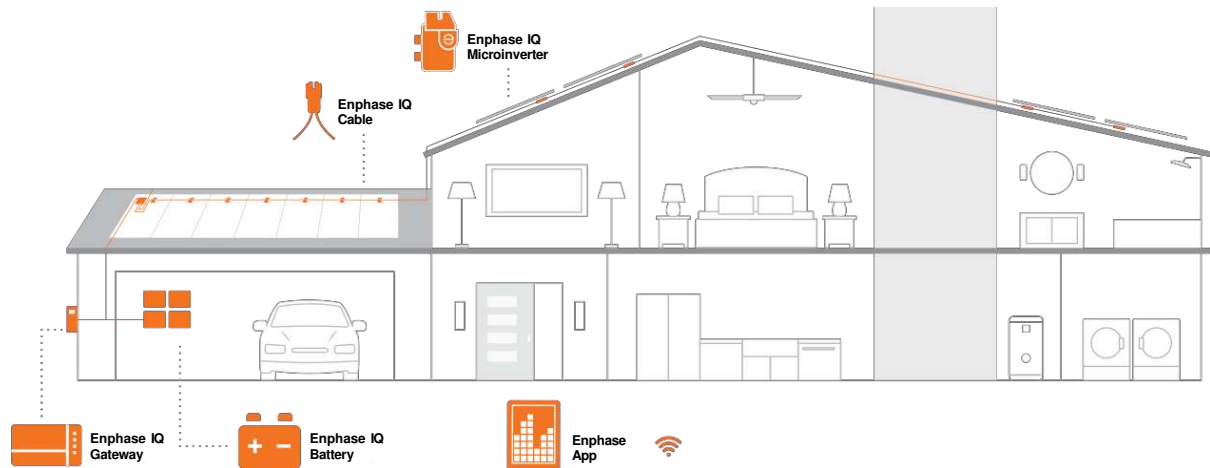 Enphase IQ
Microinverter
Enphase IQ
Cable
Enphase IQ
Gateway
Enphase IQ
Battery
Enphase
App